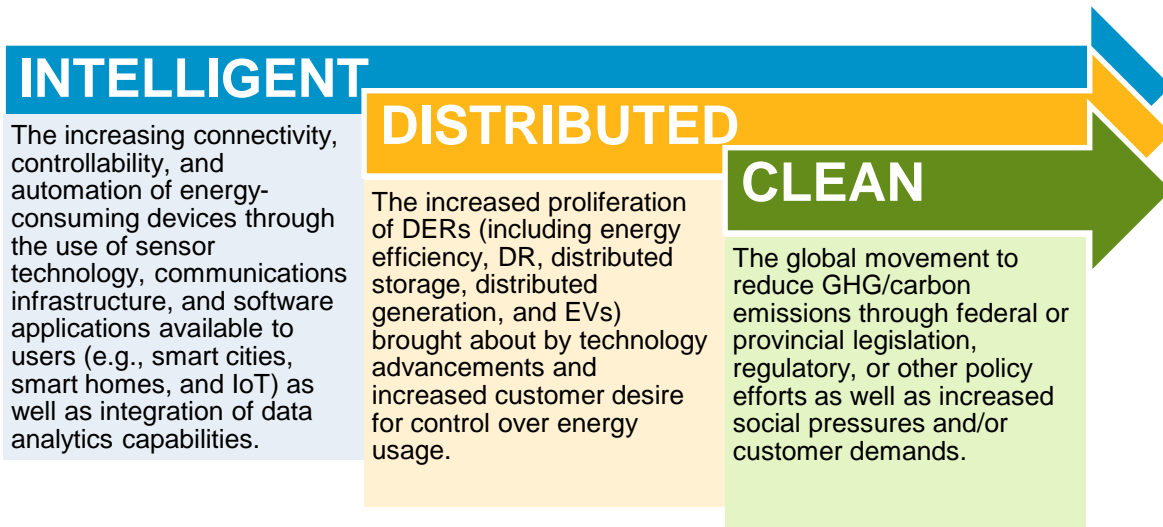 INTELLIGENT
The increasing connectivity,
controllability, and
automation of energy-
consuming devices through
the use of sensor
technology, communications
infrastructure, and software
applications available to
users (e.g., smart cities,
smart homes, and IoT) as
well as integration of data
analytics capabilities.
DISTRIBUTED
The increased proliferation
of DERs (including energy
efficiency, DR, distributed
storage, distributed
generation, and EVs)
brought about by technology
advancements and
increased customer desire
for control over energy
usage.
CLEAN
The global movement to
reduce GHG/carbon
emissions through federal or
provincial legislation,
regulatory, or other policy
efforts as well as increased
social pressures and/or
customer demands.